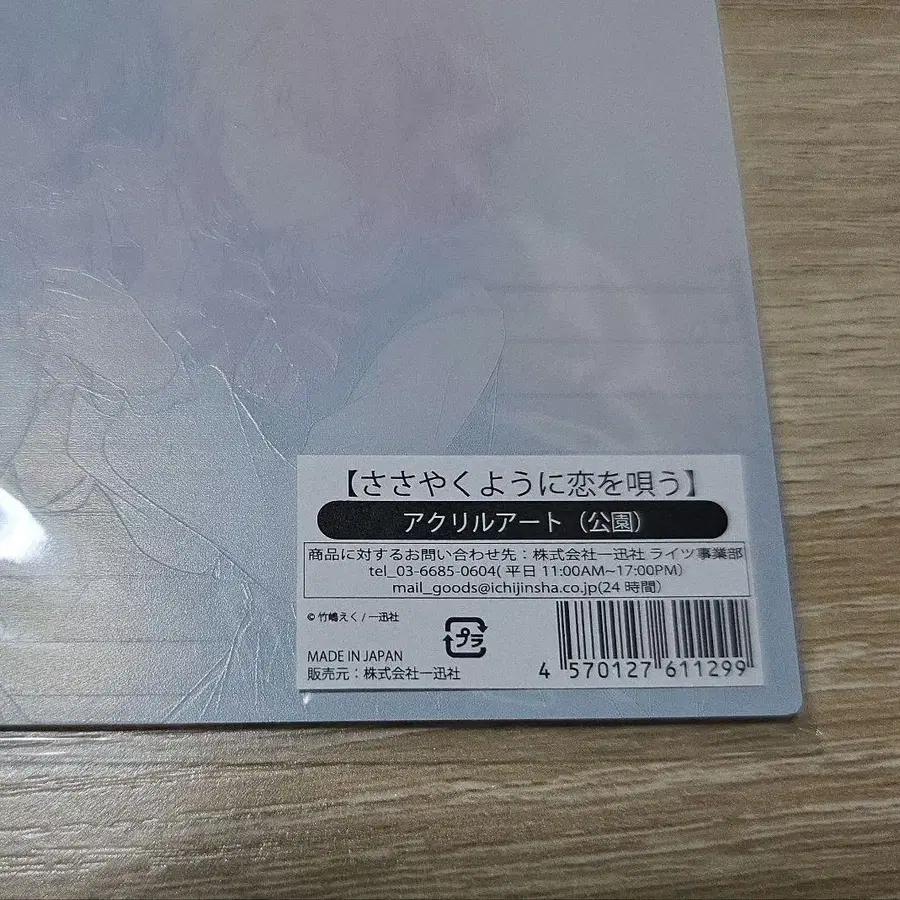 【ささやくように恋を唄う】
アクリルアート（公園）
商品に対するお問い合わせ先：株式会社一迅社 ライツ事業部
tel_03-6685-0604( 平日 11:00AM~17:00PM)
mail_goods@ichijinsha.co.jp(24 時間)
© 竹嶋えく / 一迅社
プラ
MADE IN JAPAN
販売元：株式会社一迅社
4 570127 611299